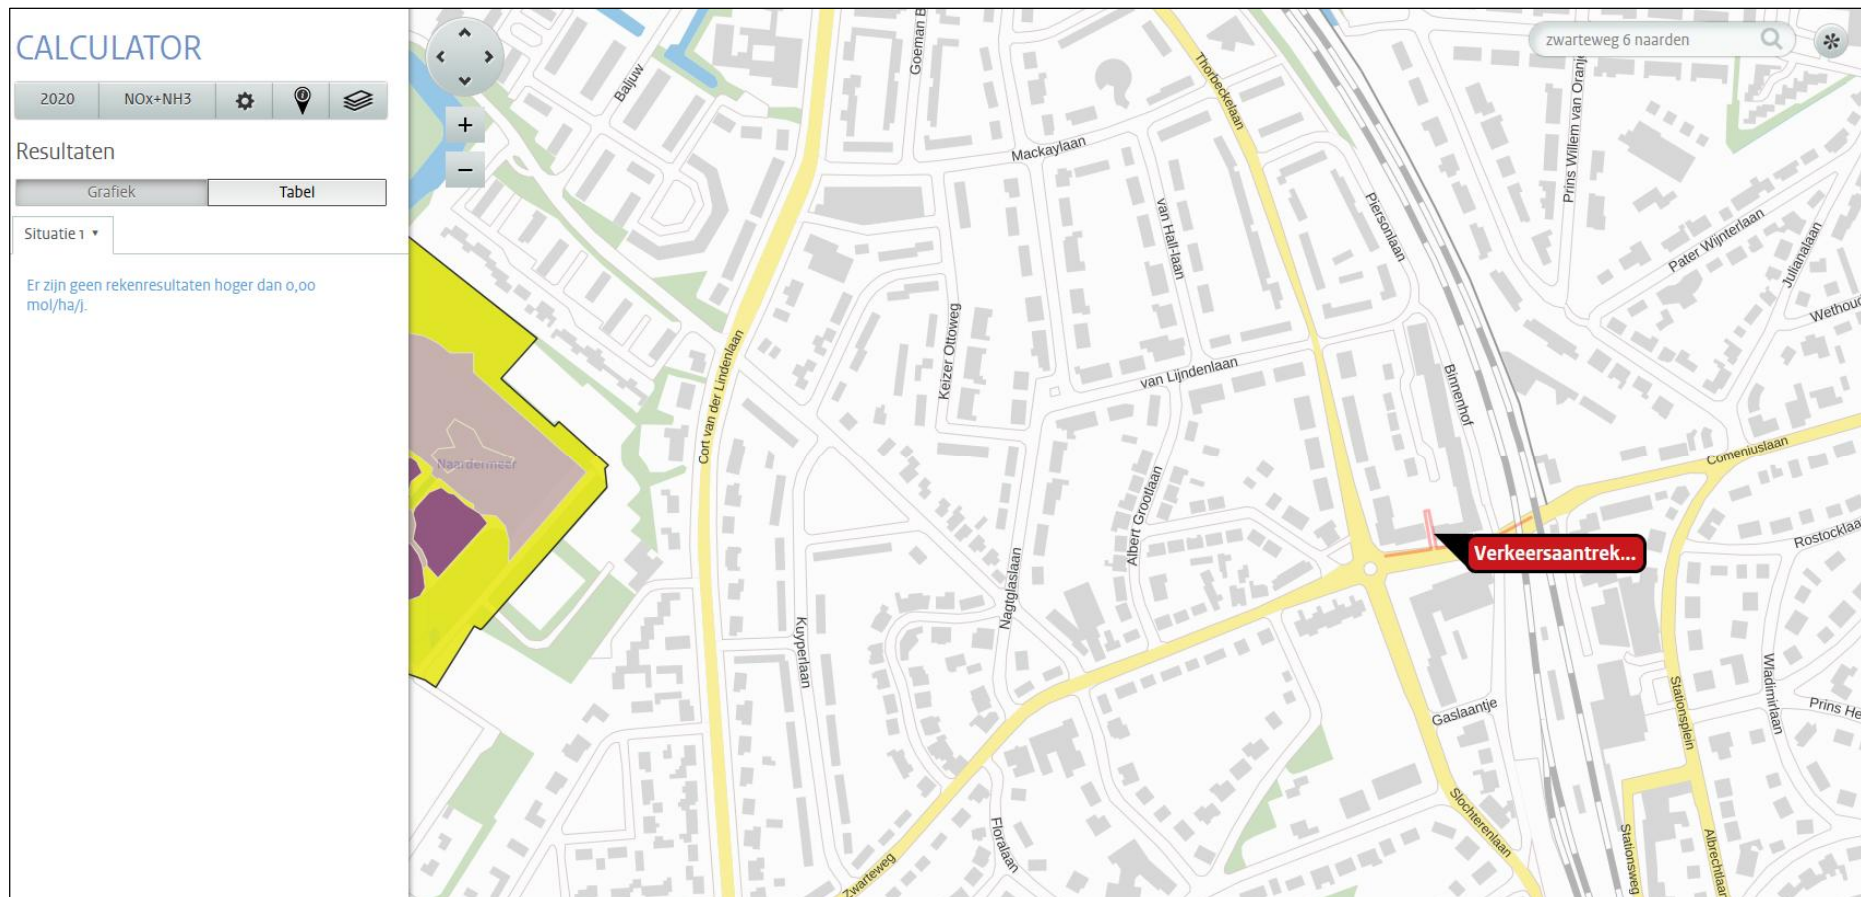 CALCULATOR
2020
NOx+NH3
Resultaten
Grafiek
Tabel
Situatie 1
Er zijn geen rekenresultaten hoger dan 0,00
mol/ha/j.
zwarteweg 6 naarden
Baljuw
Goeman B
Thorbeckelaan
Prins Willem van Oranje
Mackaylaan
Piersonlaan
van Hall-laan
Pater Wijnterlaan
Julianalaan
Wethoud
Keizer Ottoweg
Cort van der Lindenlaan
van Lijndenlaan
Binnenhof
Comeniuslaan
Naardermeer
Albert Grootlaan
Rostocklaa
Verkeersaantrek...
Nagtglaslaan
Kuyperlaan
Wladimirlaan
Stationsplein
Prins He
Gaslaantje
Slochterenlaan
Floralaan
Zwarteweg
Stationsweg
Albrechtlaan